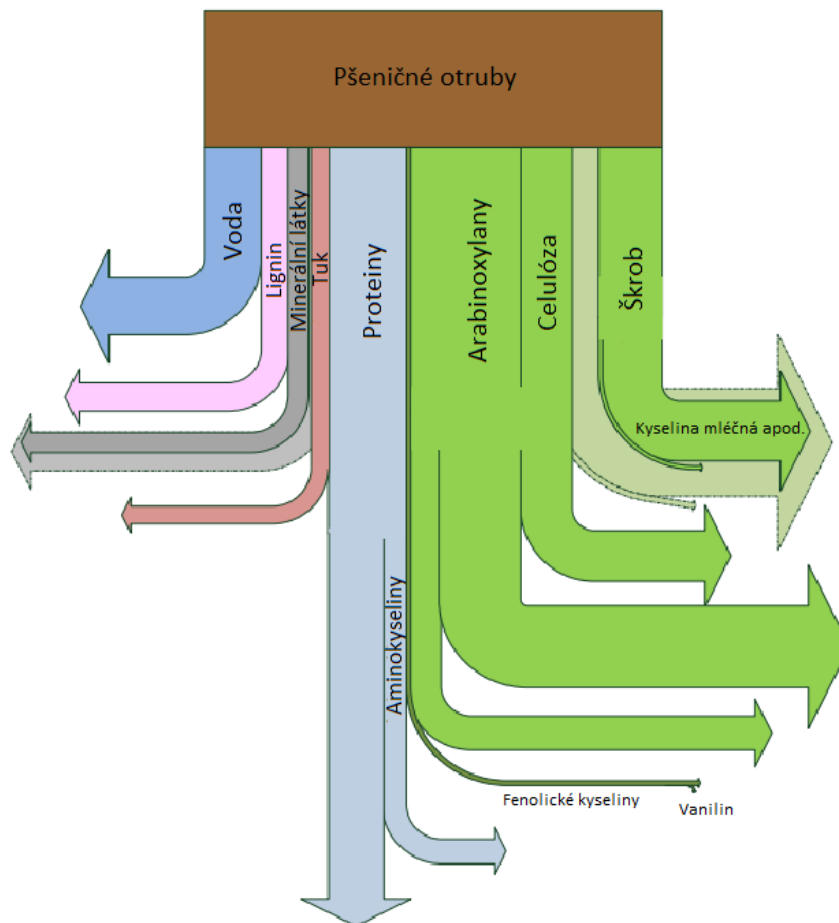 Pšeničné otruby
Voda
Lignin
Minerální látky
Tuk
Proteiny
Arabinoxylany
Celulóza
Škrob
Kyselina mléčná apod.
Aminokyseliny
Fenolické kyseliny
Vanilin